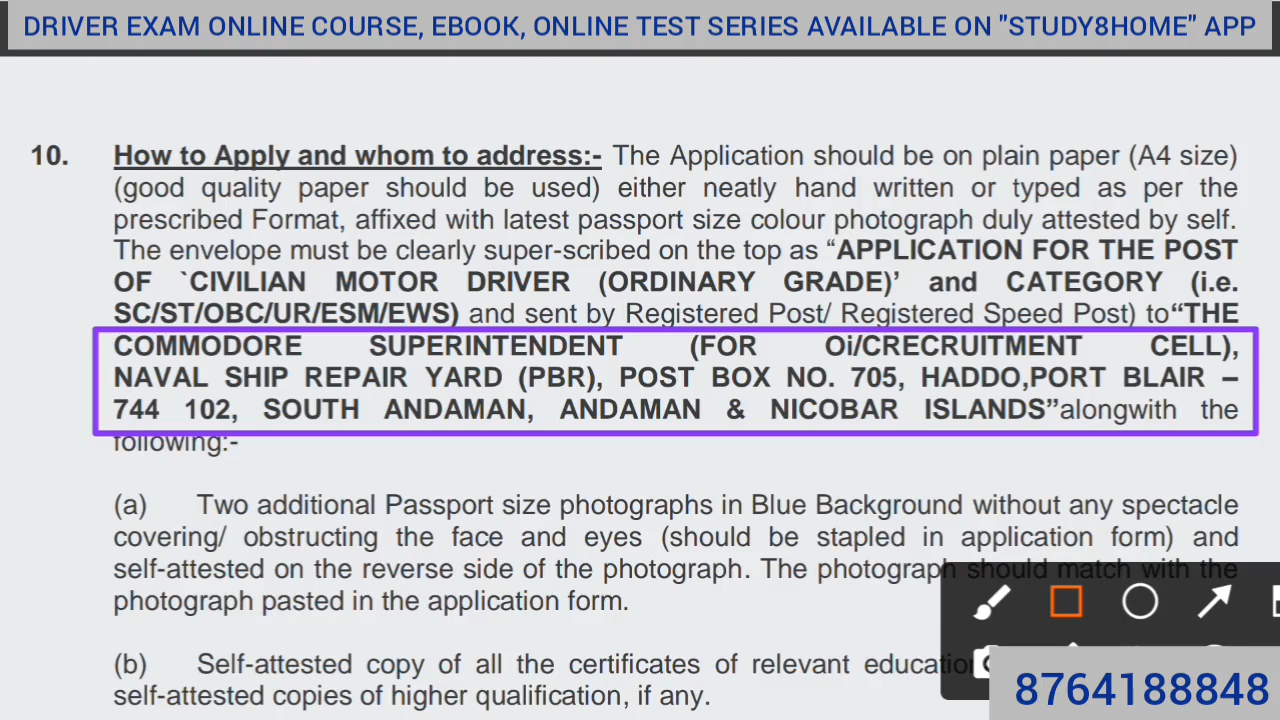 DRIVER EXAM ONLINE COURSE, EBOOK, ONLINE TEST SERIES AVAILABLE ON "STUDY8HOME" APP
10. How to Apply and whom to address:- The Application should be on plain paper (A4 size)
(good quality paper should be used) either neatly hand written or typed as per the
prescribed Format, affixed with latest passport size colour photograph duly attested by self.
The envelope must be clearly super-scribed on the top as “APPLICATION FOR THE POST
OF `CIVILIAN MOTOR DRIVER (ORDINARY GRADE)’ and CATEGORY (i.e.
SC/ST/OBC/UR/ESM/EWS) and sent by Registered Post/ Registered Speed Post) to“THE
COMMODORE SUPERINTENDENT (FOR Oi/CRECRUITMENT CELL),
NAVAL SHIP REPAIR YARD (PBR), POST BOX NO. 705, HADDO,PORT BLAIR –
744 102, SOUTH ANDAMAN, ANDAMAN & NICOBAR ISLANDS”alongwith the
following:-
(a) Two additional Passport size photographs in Blue Background without any spectacle
covering/ obstructing the face and eyes (should be stapled in application form) and
self-attested on the reverse side of the photograph. The photograph should match with the
photograph pasted in the application form.
(b) Self-attested copy of all the certificates of relevant education
self-attested copies of higher qualification, if any.
8764188848